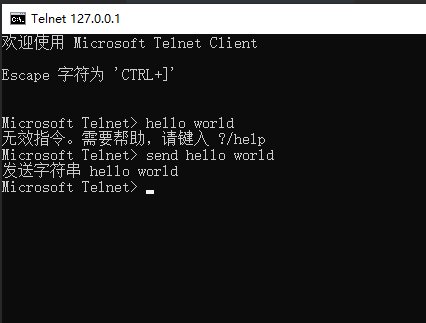 Telnet 127.0.0.1
欢迎使用 Microsoft Telnet Client
Escape 字符为 'CTRL+]'
Microsoft Telnet> hello world
无效指令。需要帮助，请键入 ?/help
Microsoft Telnet> send hello world
发送字符串 hello world
Microsoft Telnet>